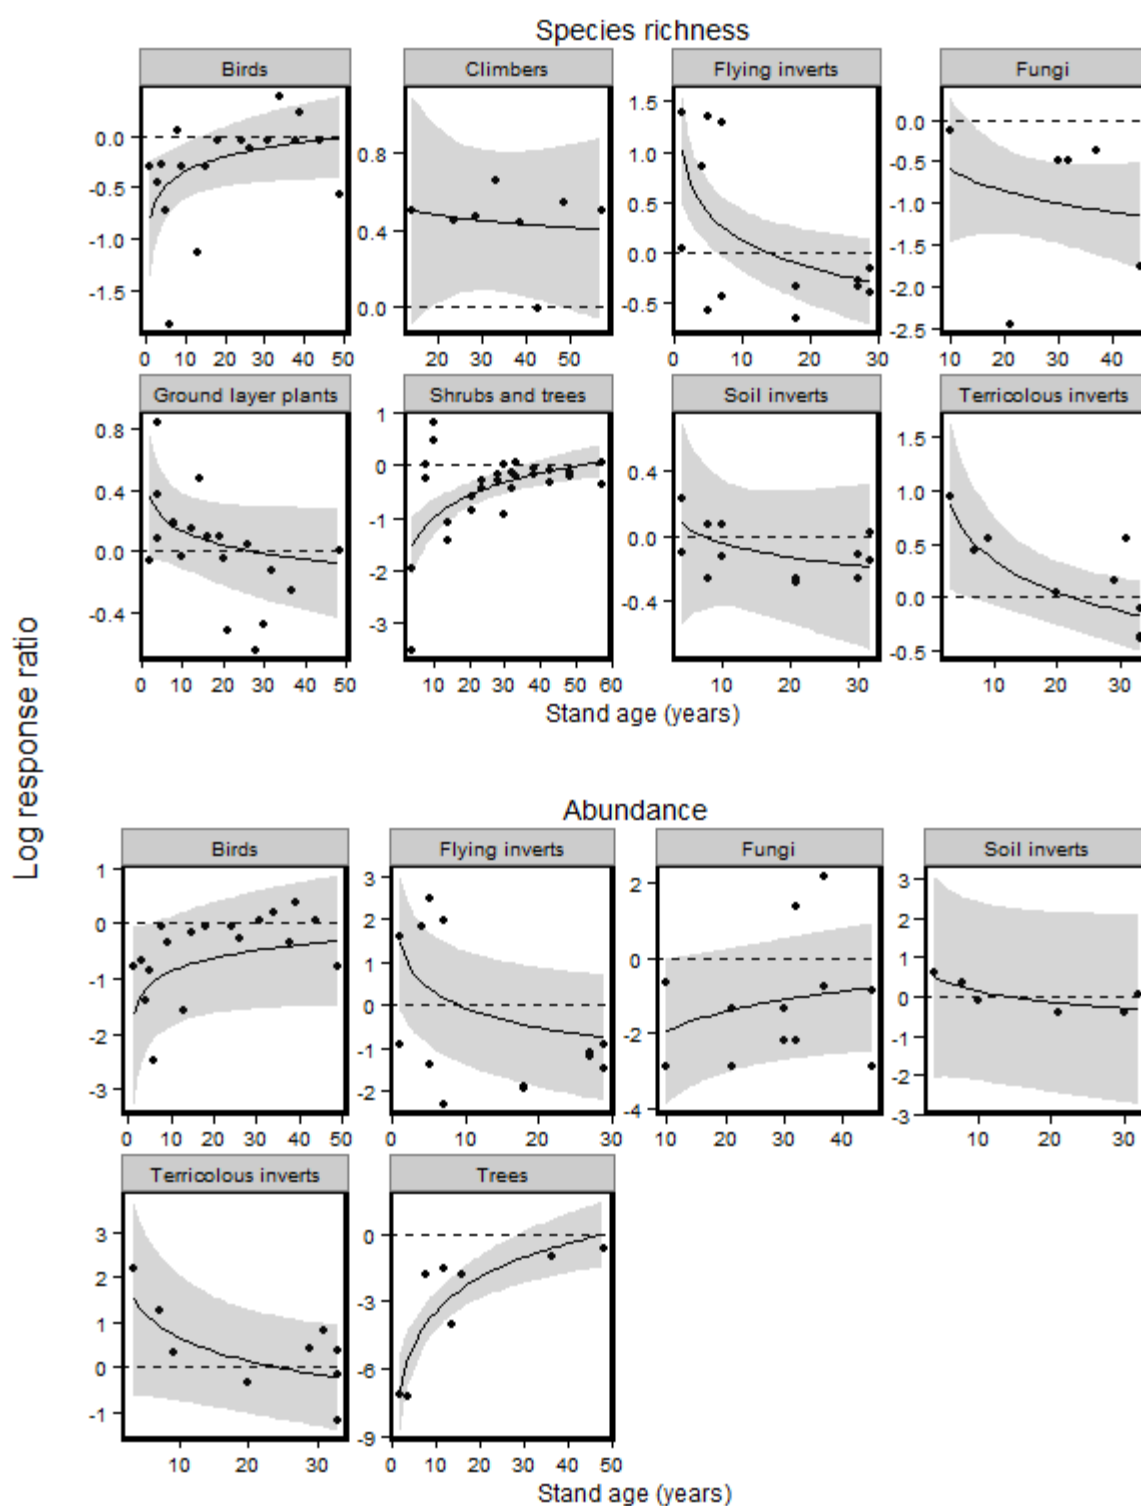 Species richness
Birds Climbers Flying inverts Fungi
0.0 -0.5 -1.0 -1.5
0.8 0.4 0.0
1.5 1.0 0.5 0.0 -0.5
0.0 -0.5 -1.0 -1.5 -2.0 -2.5
0 10 20 30 40 50
20 30 40 50
0 10 20 30
10 20 30 40
Ground layer plants Shrubs and trees Soil inverts Terricolous inverts
0.8 0.4 0.0 -0.4
1 0 -1 -2 -3
0.4 0.0 -0.4
1.5 1.0 0.5 0.0 -0.5
0 10 20 30 40 50
10 20 30 40 50 60
10 20 30
10 20 30
Stand age (years)
Log response ratio
Abundance
Birds Flying inverts Fungi Soil inverts
1 0 -1 -2 -3
3 2 1 0 -1 -2
2 0 -2 -4
3 2 1 0 -1 -2 -3
0 10 20 30 40 50
0 10 20 30
10 20 30 40
10 20 30
Terricolous inverts Trees
3 2 1 0 -1
0 -3 -6 -9
10 20 30
0 10 20 30 40 50
Stand age (years)